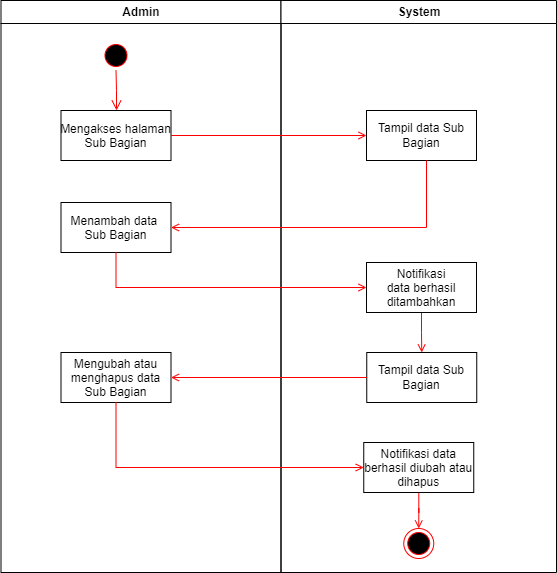 Admin
System
Mengakses halaman
Sub Bagian
Tampil data Sub
Bagian
Menambah data
Sub Bagian
Notifikasi
data berhasil
ditambahkan
Mengubah atau
menghapus data
Sub Bagian
Tampil data Sub
Bagian
Notifikasi data
berhasil diubah atau
dihapus